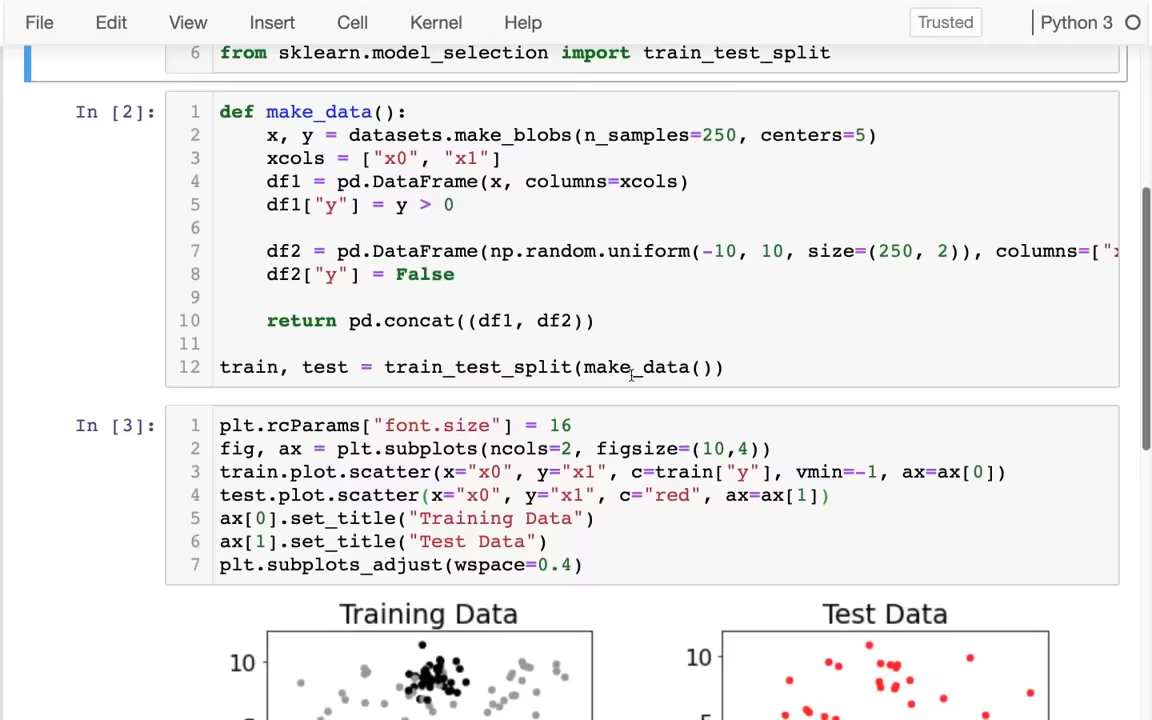 File Edit View Insert Cell Kernel Help Trusted Python 3
6 from sklearn.model_selection import train_test_split
In [2]:
1 def make_data():
2     x, y = datasets.make_blobs(n_samples=250, centers=5)
3     xcols = ["x0", "x1"]
4     df1 = pd.DataFrame(x, columns=xcols)
5     df1["y"] = y > 0
6
7     df2 = pd.DataFrame(np.random.uniform(-10, 10, size=(250, 2)), columns=["
8     df2["y"] = False
9
10     return pd.concat((df1, df2))
11
12 train, test = train_test_split(make_data())
In [3]:
1 plt.rcParams["font.size"] = 16
2 fig, ax = plt.subplots(ncols=2, figsize=(10,4))
3 train.plot.scatter(x="x0", y="x1", c=train["y"], vmin=-1, ax=ax[0])
4 test.plot.scatter(x="x0", y="x1", c="red", ax=ax[1])
5 ax[0].set_title("Training Data")
6 ax[1].set_title("Test Data")
7 plt.subplots_adjust(wspace=0.4)
Training Data Test Data
10 10